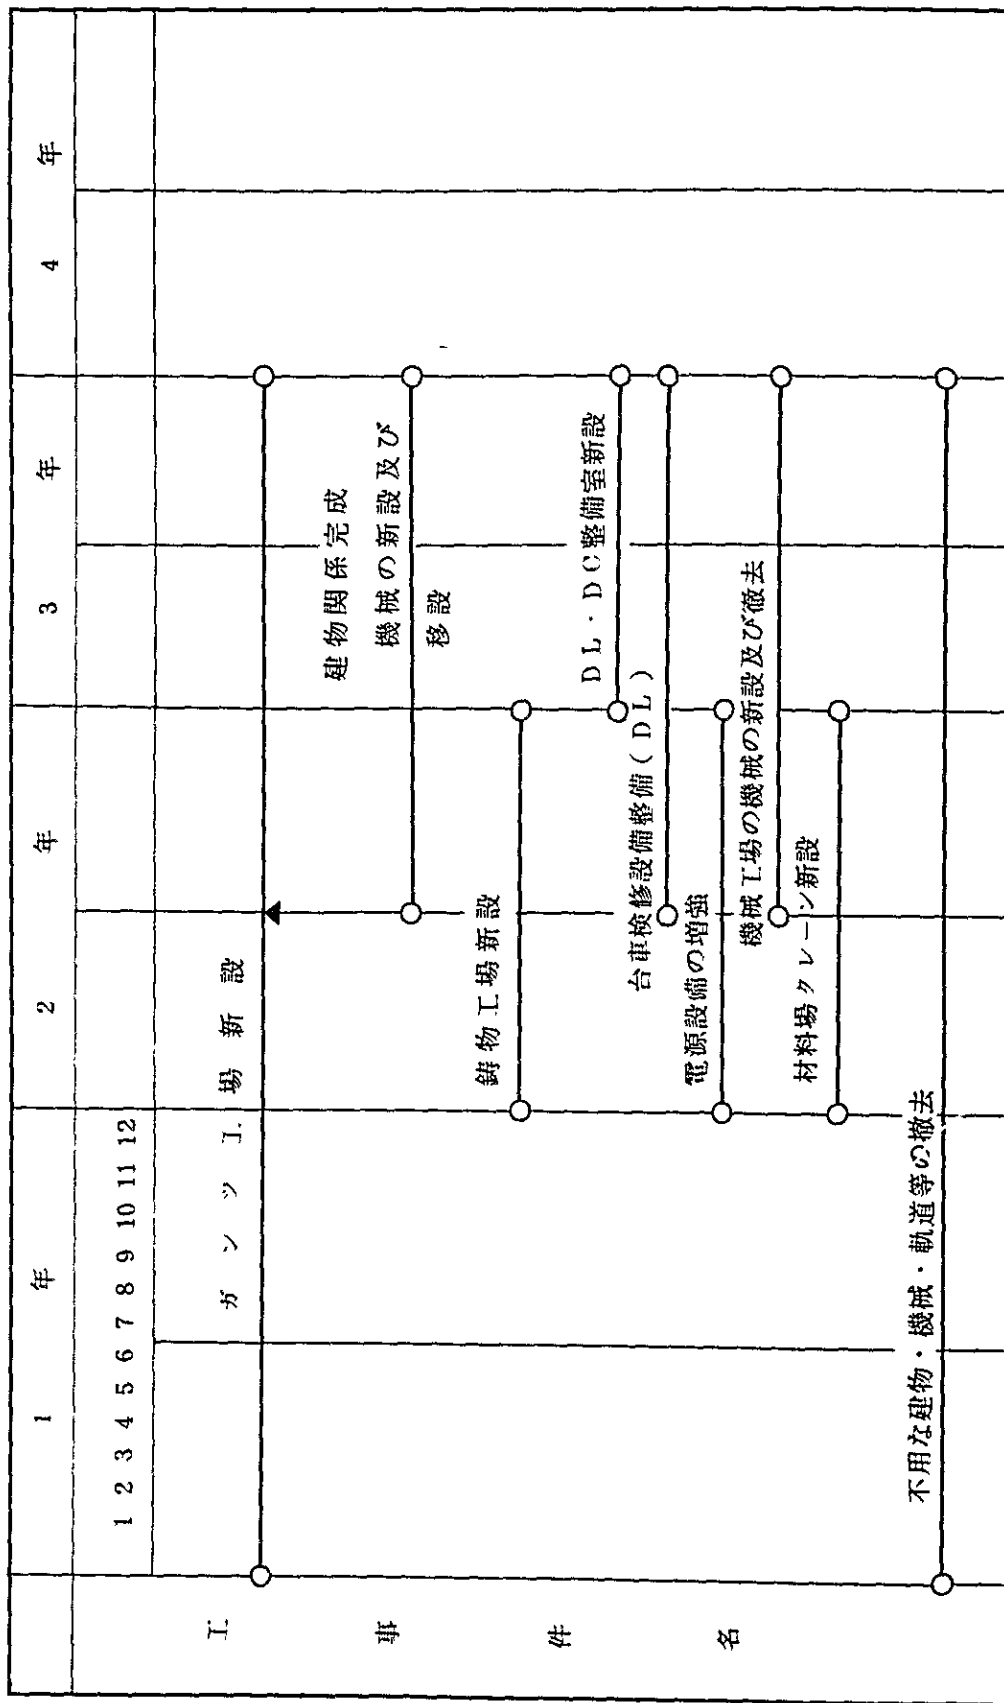 1 年
2 年
3 年
4 年
1 2 3 4 5 6 7 8 9 10 11 12
工事件名
ガンツ工場新設
建物関係完成
機械の新設及び
移設
鋳物工場新設
DL・DC整備室新設
台車検修設備整備(DL)
電源設備の増強
機械工場の機械の新設及び徹去
材料場クレーン新設
不用な建物・機械・軌道等の撤去